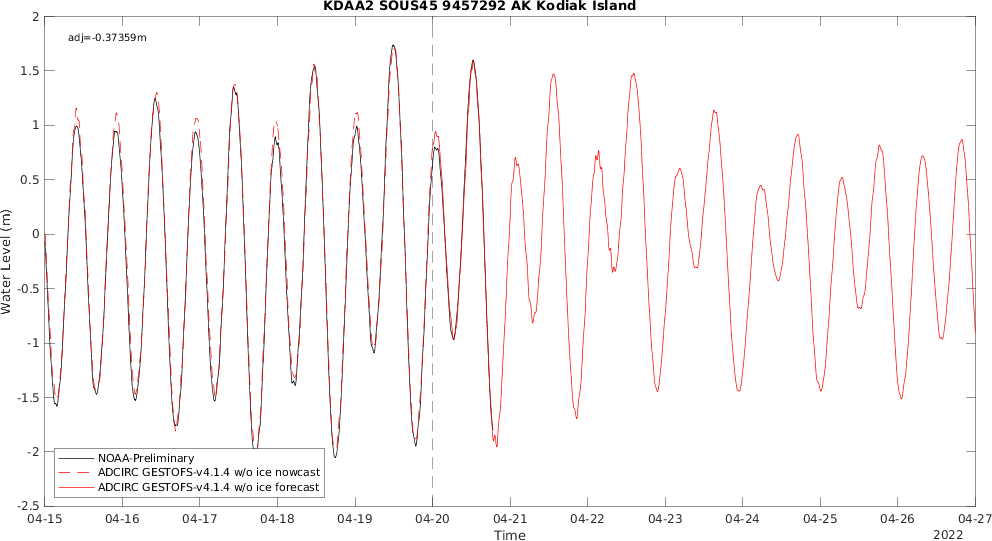 KDAA2 SOUS45 9457292 AK Kodiak Island
adj=-0.37359m
Water Level (m)
2
1.5
1
0.5
0
-0.5
-1
-1.5
-2
-2.5
NOAA-Preliminary
ADCIRC GESTOFS-v4.1.4 w/o ice nowcast
ADCIRC GESTOFS-v4.1.4 w/o ice forecast
04-15 04-16 04-17 04-18 04-19 04-20 04-21 04-22 04-23 04-24 04-25 04-26 04-27
Time
2022